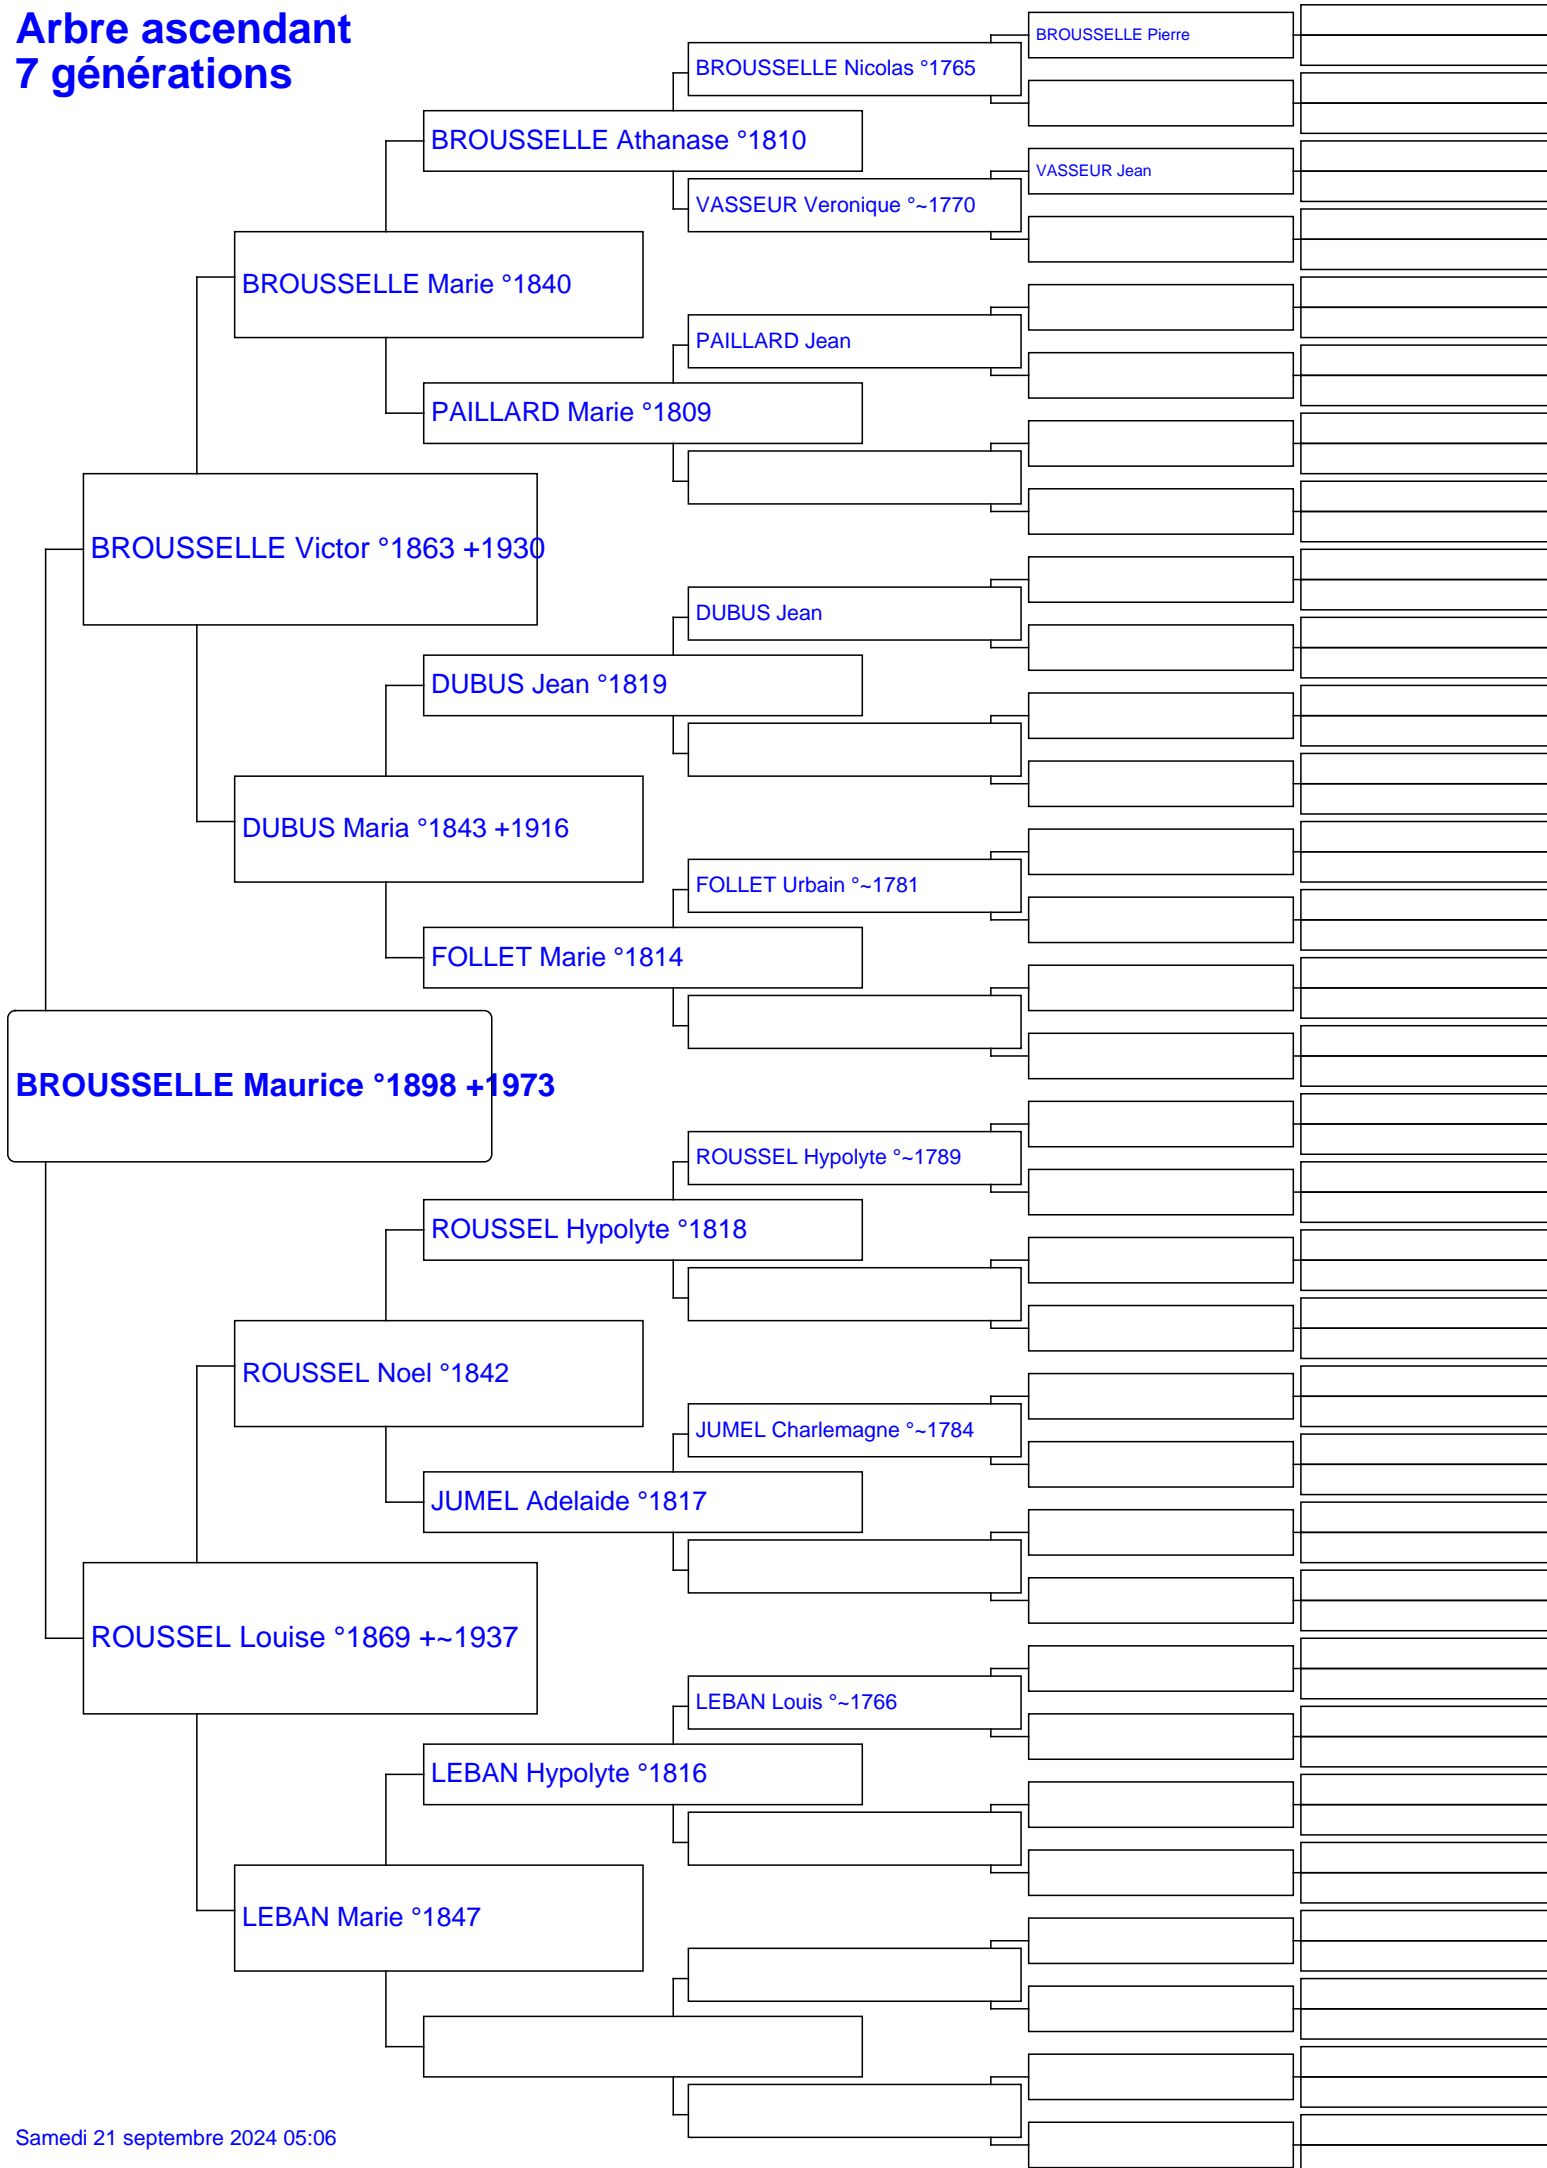 Arbre ascendant
7 générations
BROUSSELLE Pierre
BROUSSELLE Nicolas °1765
BROUSSELLE Athanase °1810
VASSEUR Jean
VASSEUR Veronique °~1770
BROUSSELLE Marie °1840
PAILLARD Jean
PAILLARD Marie °1809
BROUSSELLE Victor °1863 +1930
DUBUS Jean
DUBUS Jean °1819
DUBUS Maria °1843 +1916
FOLLET Urbain °~1781
FOLLET Marie °1814
BROUSSELLE Maurice °1898 +1973
ROUSSEL Hypolyte °~1789
ROUSSEL Hypolyte °1818
ROUSSEL Noel °1842
JUMEL Charlemagne °~1784
JUMEL Adelaide °1817
ROUSSEL Louise °1869 +~1937
LEBAN Louis °~1766
LEBAN Hypolyte °1816
LEBAN Marie °1847
Samedi 21 septembre 2024 05:06